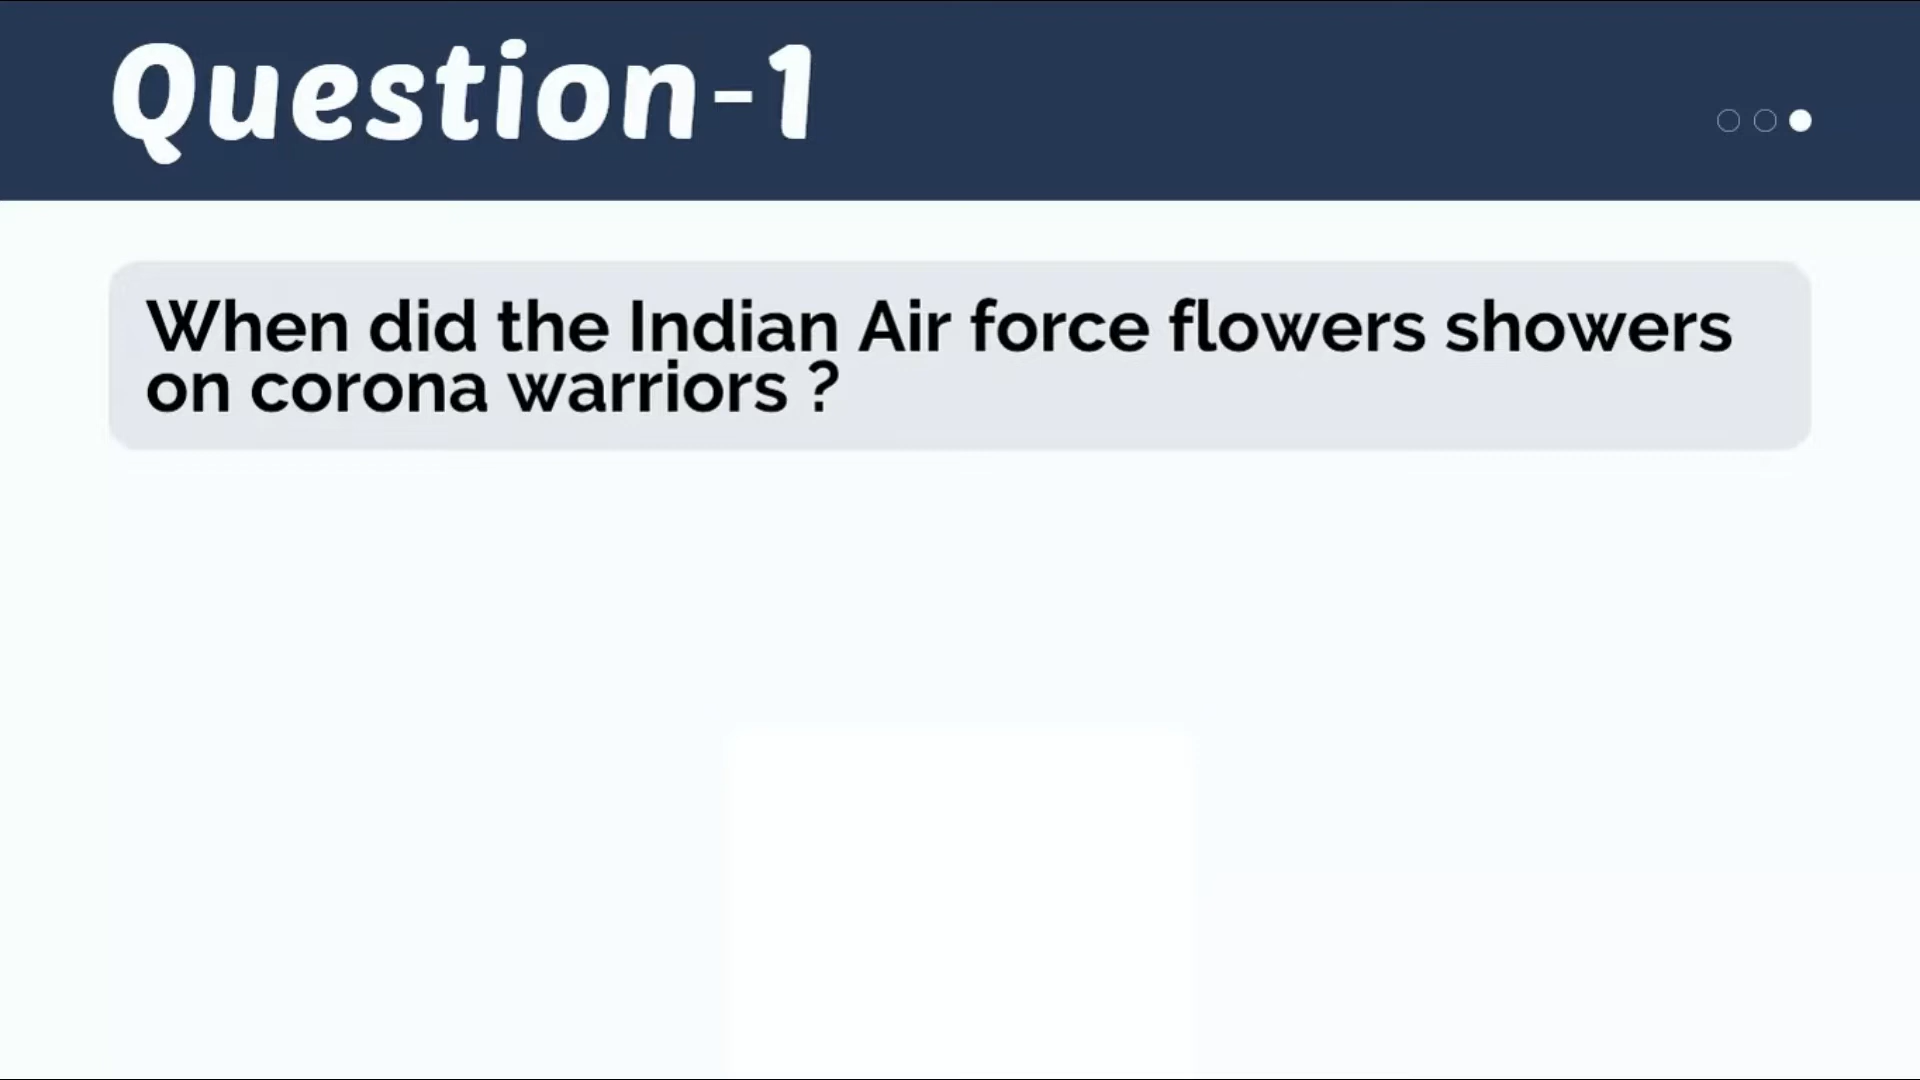 Question-1
When did the Indian Air force flowers showers
on corona warriors ?